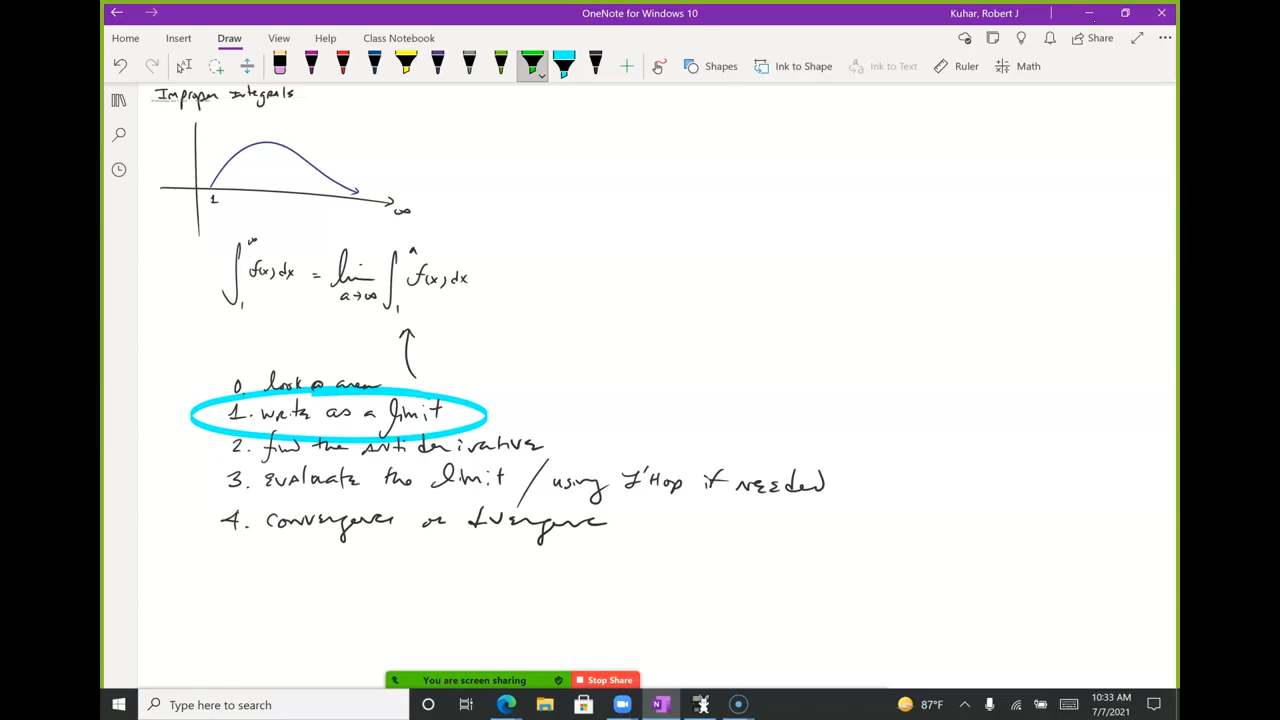 OneNote for Windows 10
Kuhar, Robert J
Home Insert Draw View Help Class Notebook
Share
Shapes Ink to Shape Ink to Text Ruler Math
Improper Integrals
1
∞
∫₁^∞ f(x) dx = lim a→∞ ∫₁^a f(x) dx
0. look @ area
1. write as a limit
2. find the anti derivative
3. evaluate the limit / using L'Hop if needed
4. convergence or divergence
You are screen sharing Stop Share
Type here to search
87°F
10:33 AM
7/7/2021